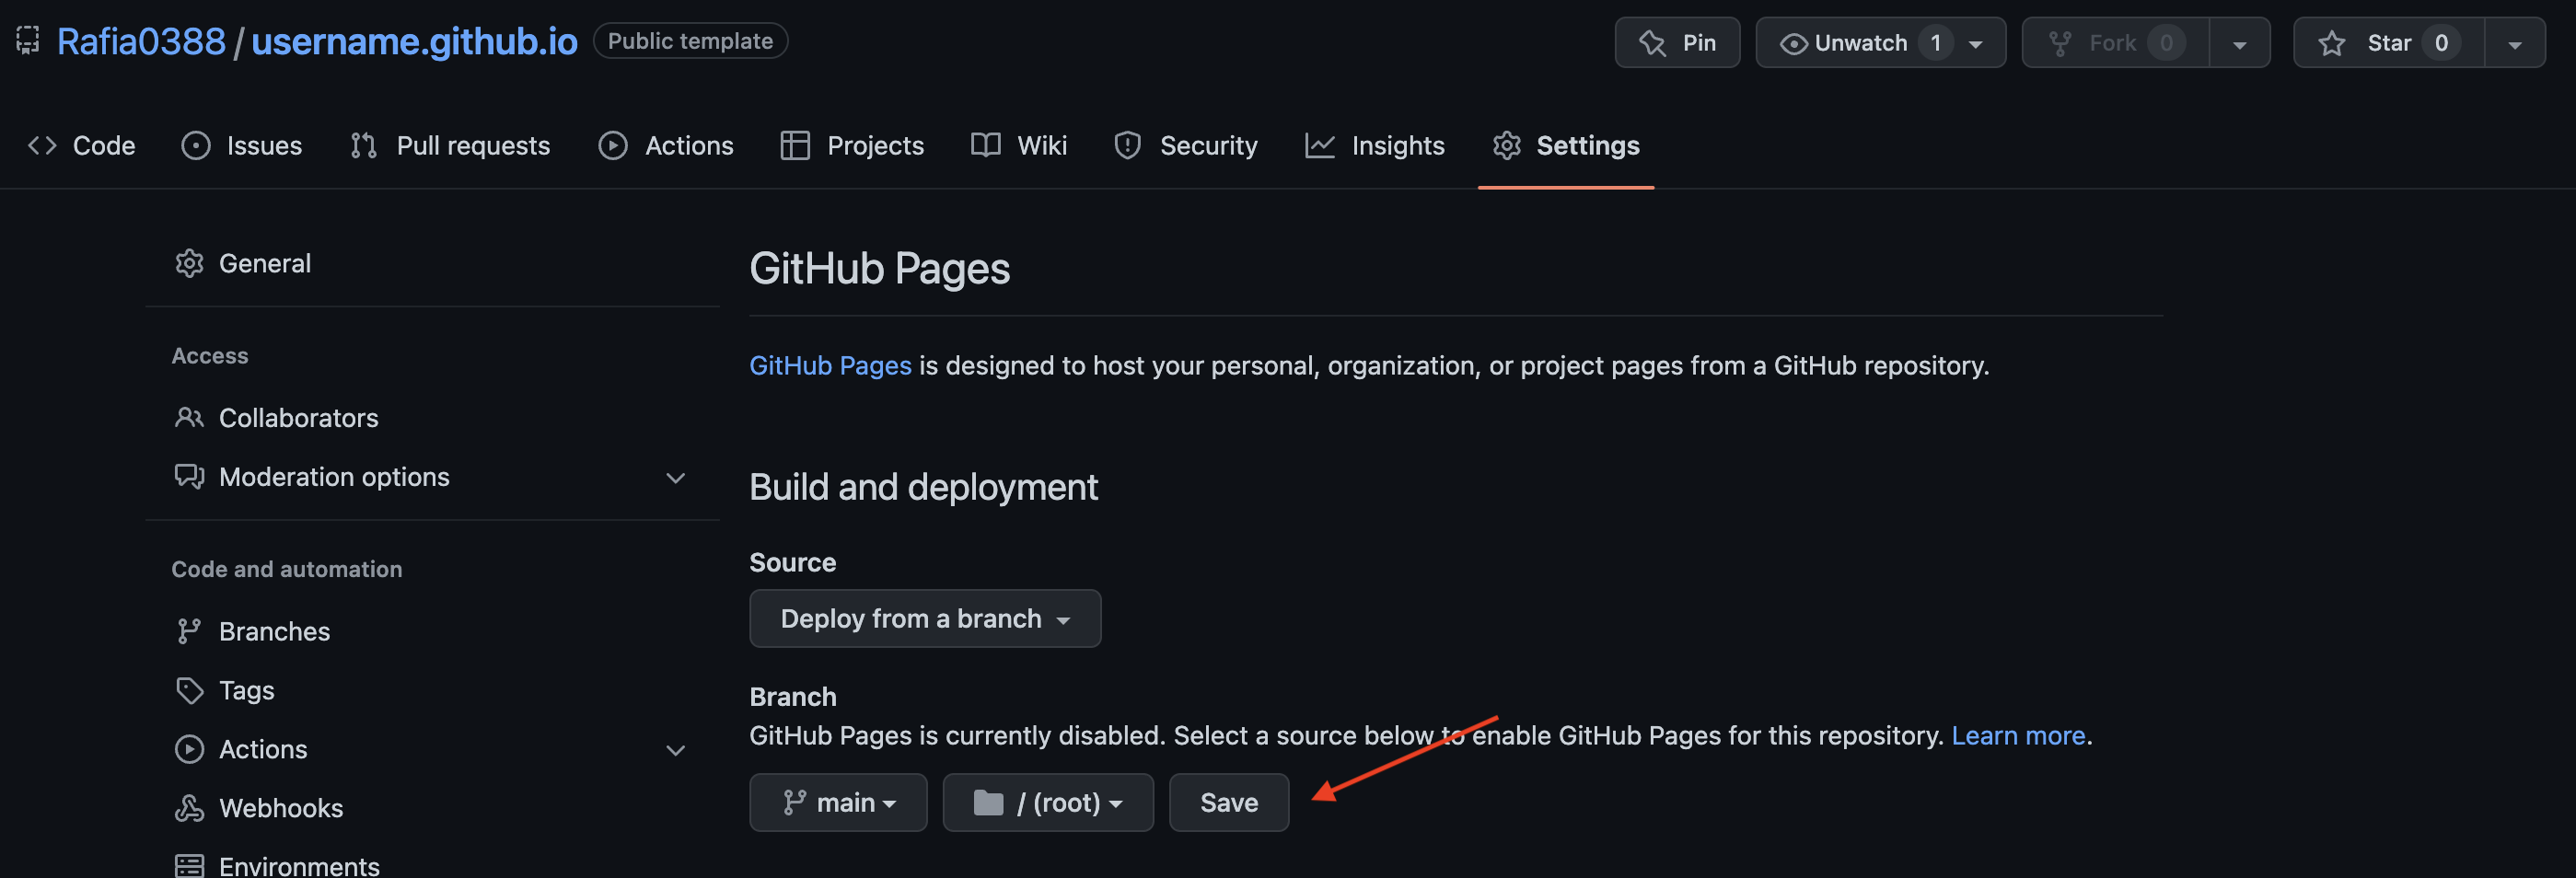 Rafia0388 / username.github.io Public template Pin Unwatch 1 Fork 0 Star 0
Code Issues Pull requests Actions Projects Wiki Security Insights Settings
General
Access
Collaborators
Moderation options
Code and automation
Branches
Tags
Actions
Webhooks
Environments
GitHub Pages
GitHub Pages is designed to host your personal, organization, or project pages from a GitHub repository.
Build and deployment
Source
Deploy from a branch
Branch
GitHub Pages is currently disabled. Select a source below to enable GitHub Pages for this repository. Learn more.
main / (root) Save